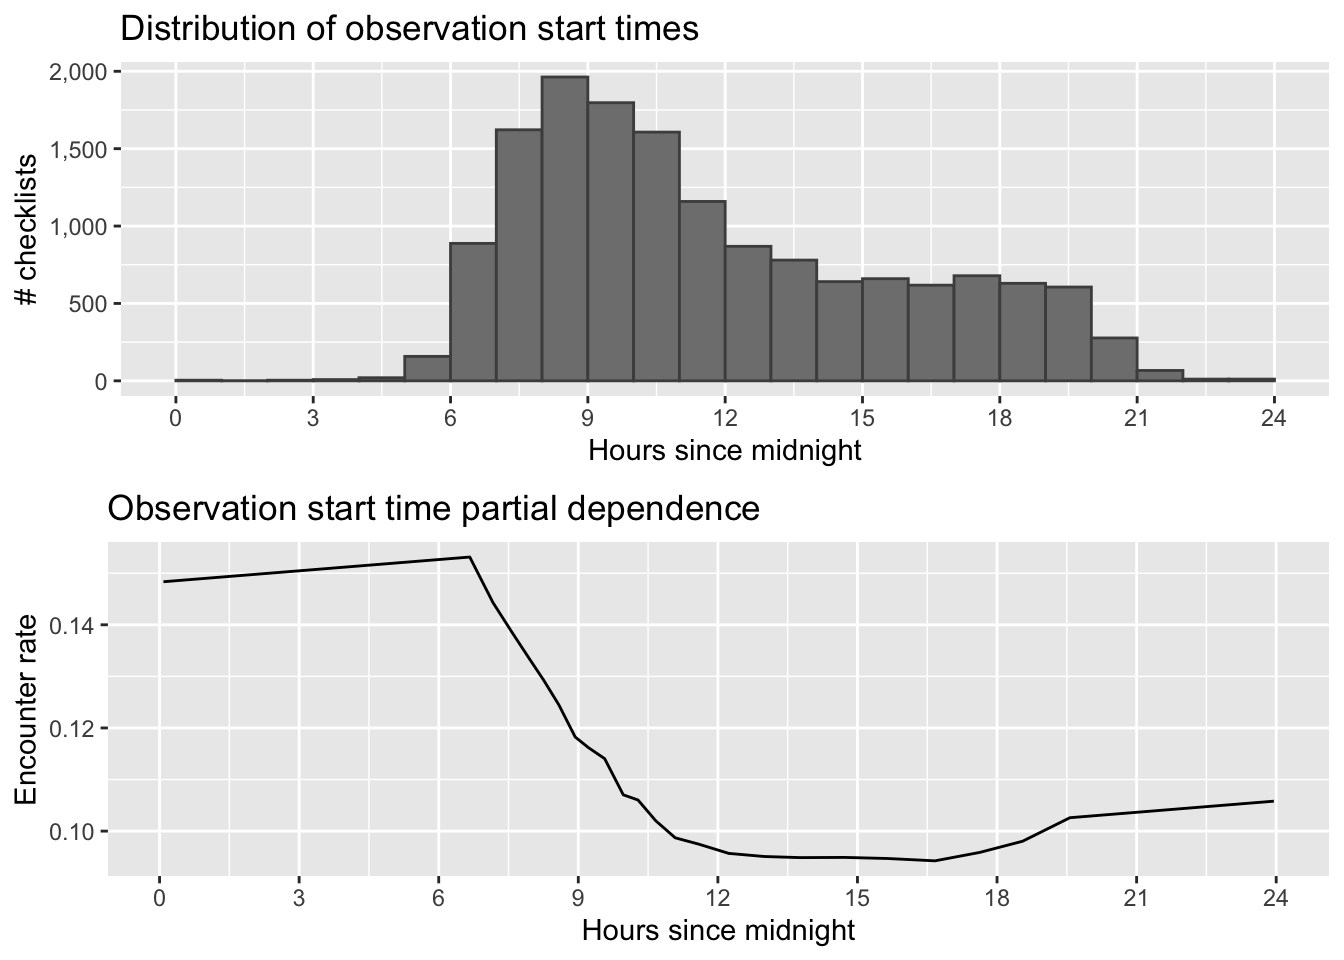 Distribution of observation start times
2,000
1,500
1,000
500
0
# checklists
0 3 6 9 12 15 18 21 24
Hours since midnight
Observation start time partial dependence
0.14
0.12
0.10
Encounter rate
0 3 6 9 12 15 18 21 24
Hours since midnight